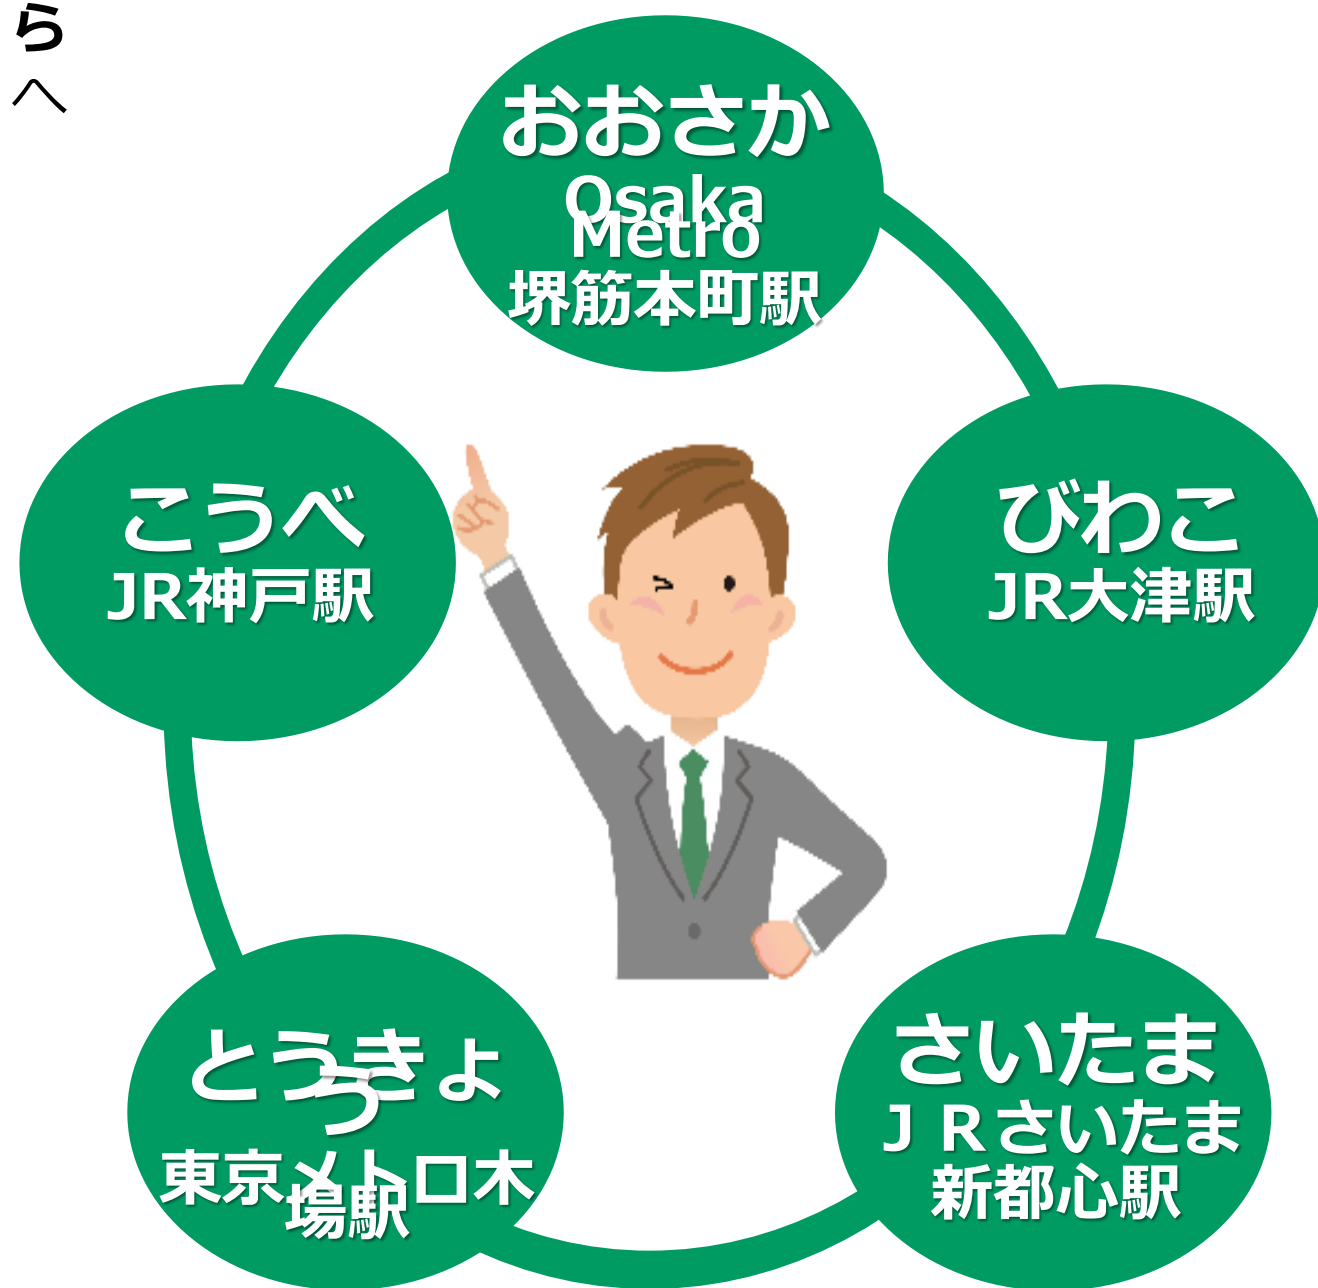 ら
へ
おおさか
Osaka
Metro
堺筋本町駅
こうべ
JR神戸駅
びわこ
JR大津駅
とうきょ
う
東京メトロ木
場駅
さいたま
ＪＲさいたま
新都心駅